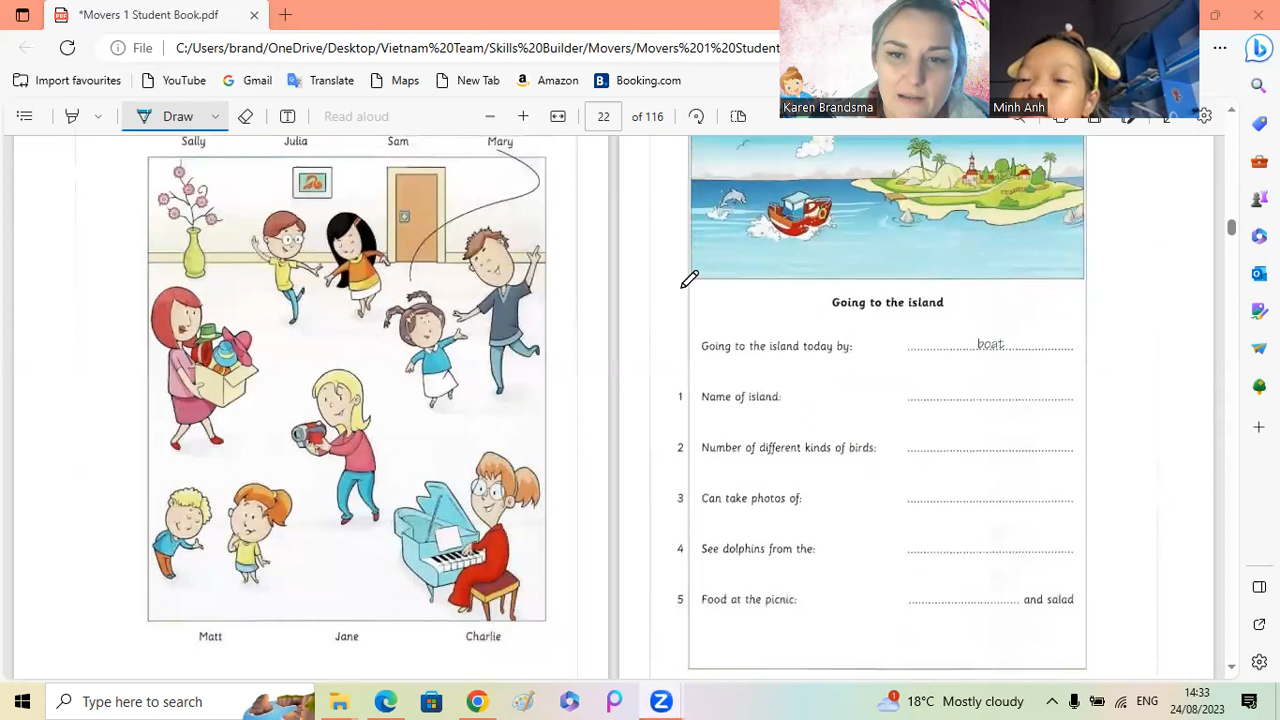 *Movers 1 Student Book.pdf
File
C:/Users/brand/OneDrive/Desktop/Vietnam%20Team/Skills%20Builder/Movers/Movers%201%20Student
Import favourites
YouTube
Gmail
Translate
Maps
New Tab
Amazon
Booking.com
Karen Brandsma
Minh Anh
Draw
Read aloud
22
of 116
Sally
Julia
Sam
Mary
Matt
Jane
Charlie
Going to the island
Going to the island today by: boat
1 Name of island:
2 Number of different kinds of birds:
3 Can take photos of:
4 See dolphins from the:
5 Food at the picnic: and salad
Type here to search
1
18°C Mostly cloudy
ENG
14:33
24/08/2023